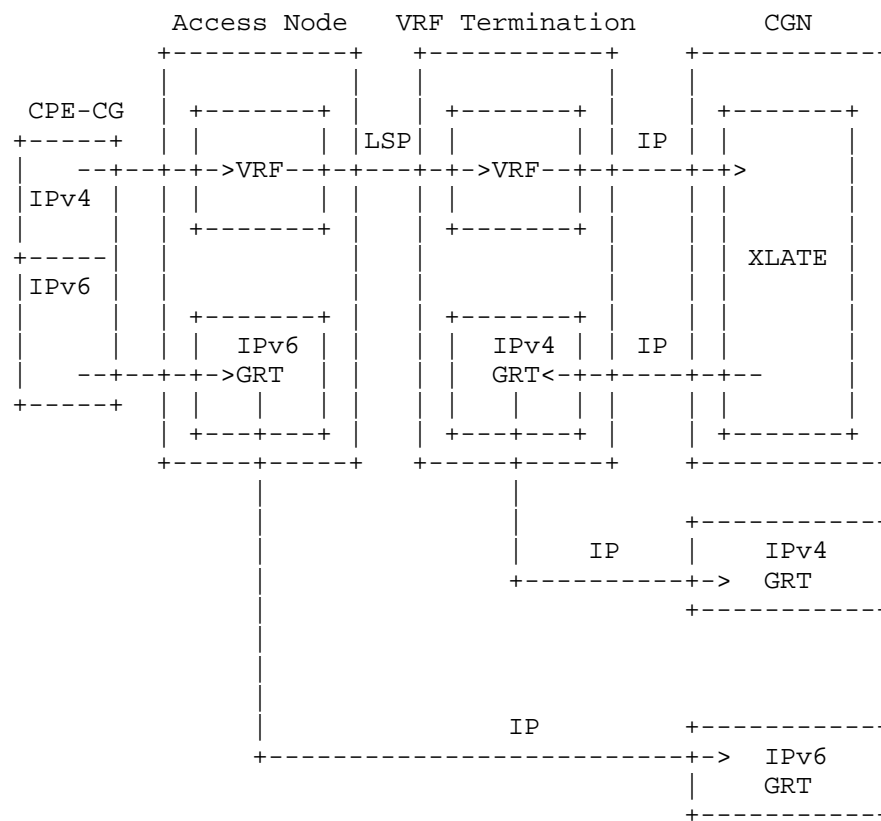 Access Node VRF Termination CGN
CPE-CG
LSP IP
VRF VRF
IPv4
XLATE
IPv6
IPv6 IPv4 IP
GRT GRT
IP IPv4
GRT
IP
IPv6
GRT